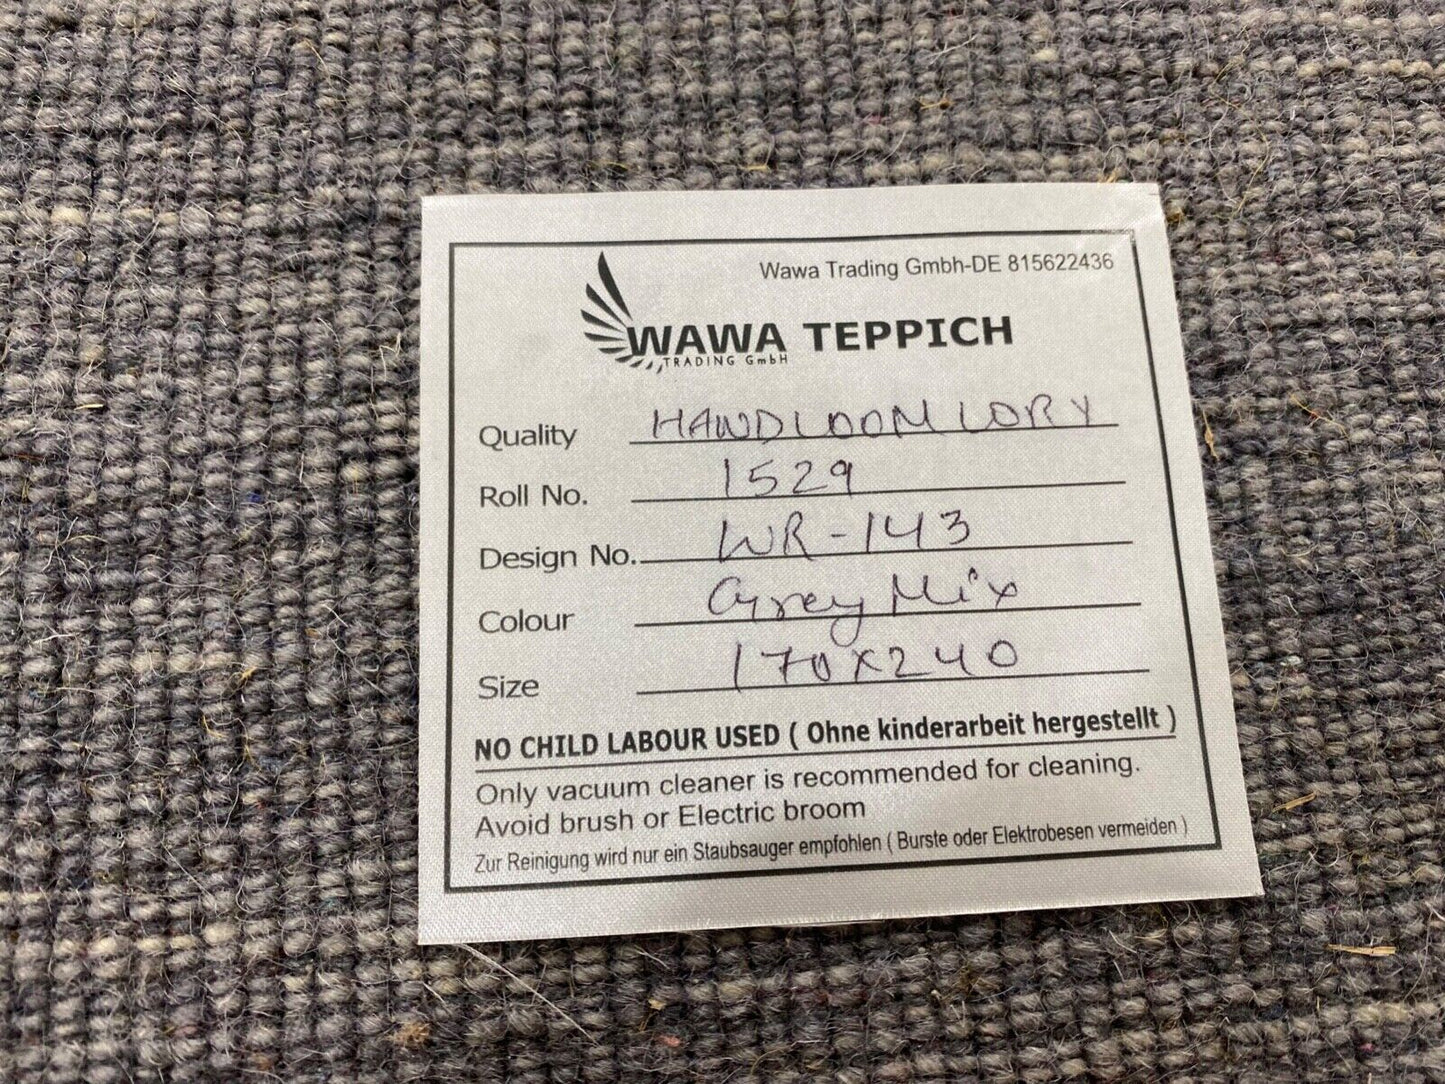 Wawa Trading Gmbh-DE 815622436
WAWA TEPPICH
TRADING GmbH
Quality HANDLOOM LORY
Roll No. 1529
Design No. WR-143
Colour Grey Mix
Size 170x240
NO CHILD LABOUR USED ( Ohne kinderarbeit hergestellt )
Only vacuum cleaner is recommended for cleaning.
Avoid brush or Electric broom
Zur Reinigung wird nur ein Staubsauger empfohlen ( Burste oder Elektrobesen vermeiden )